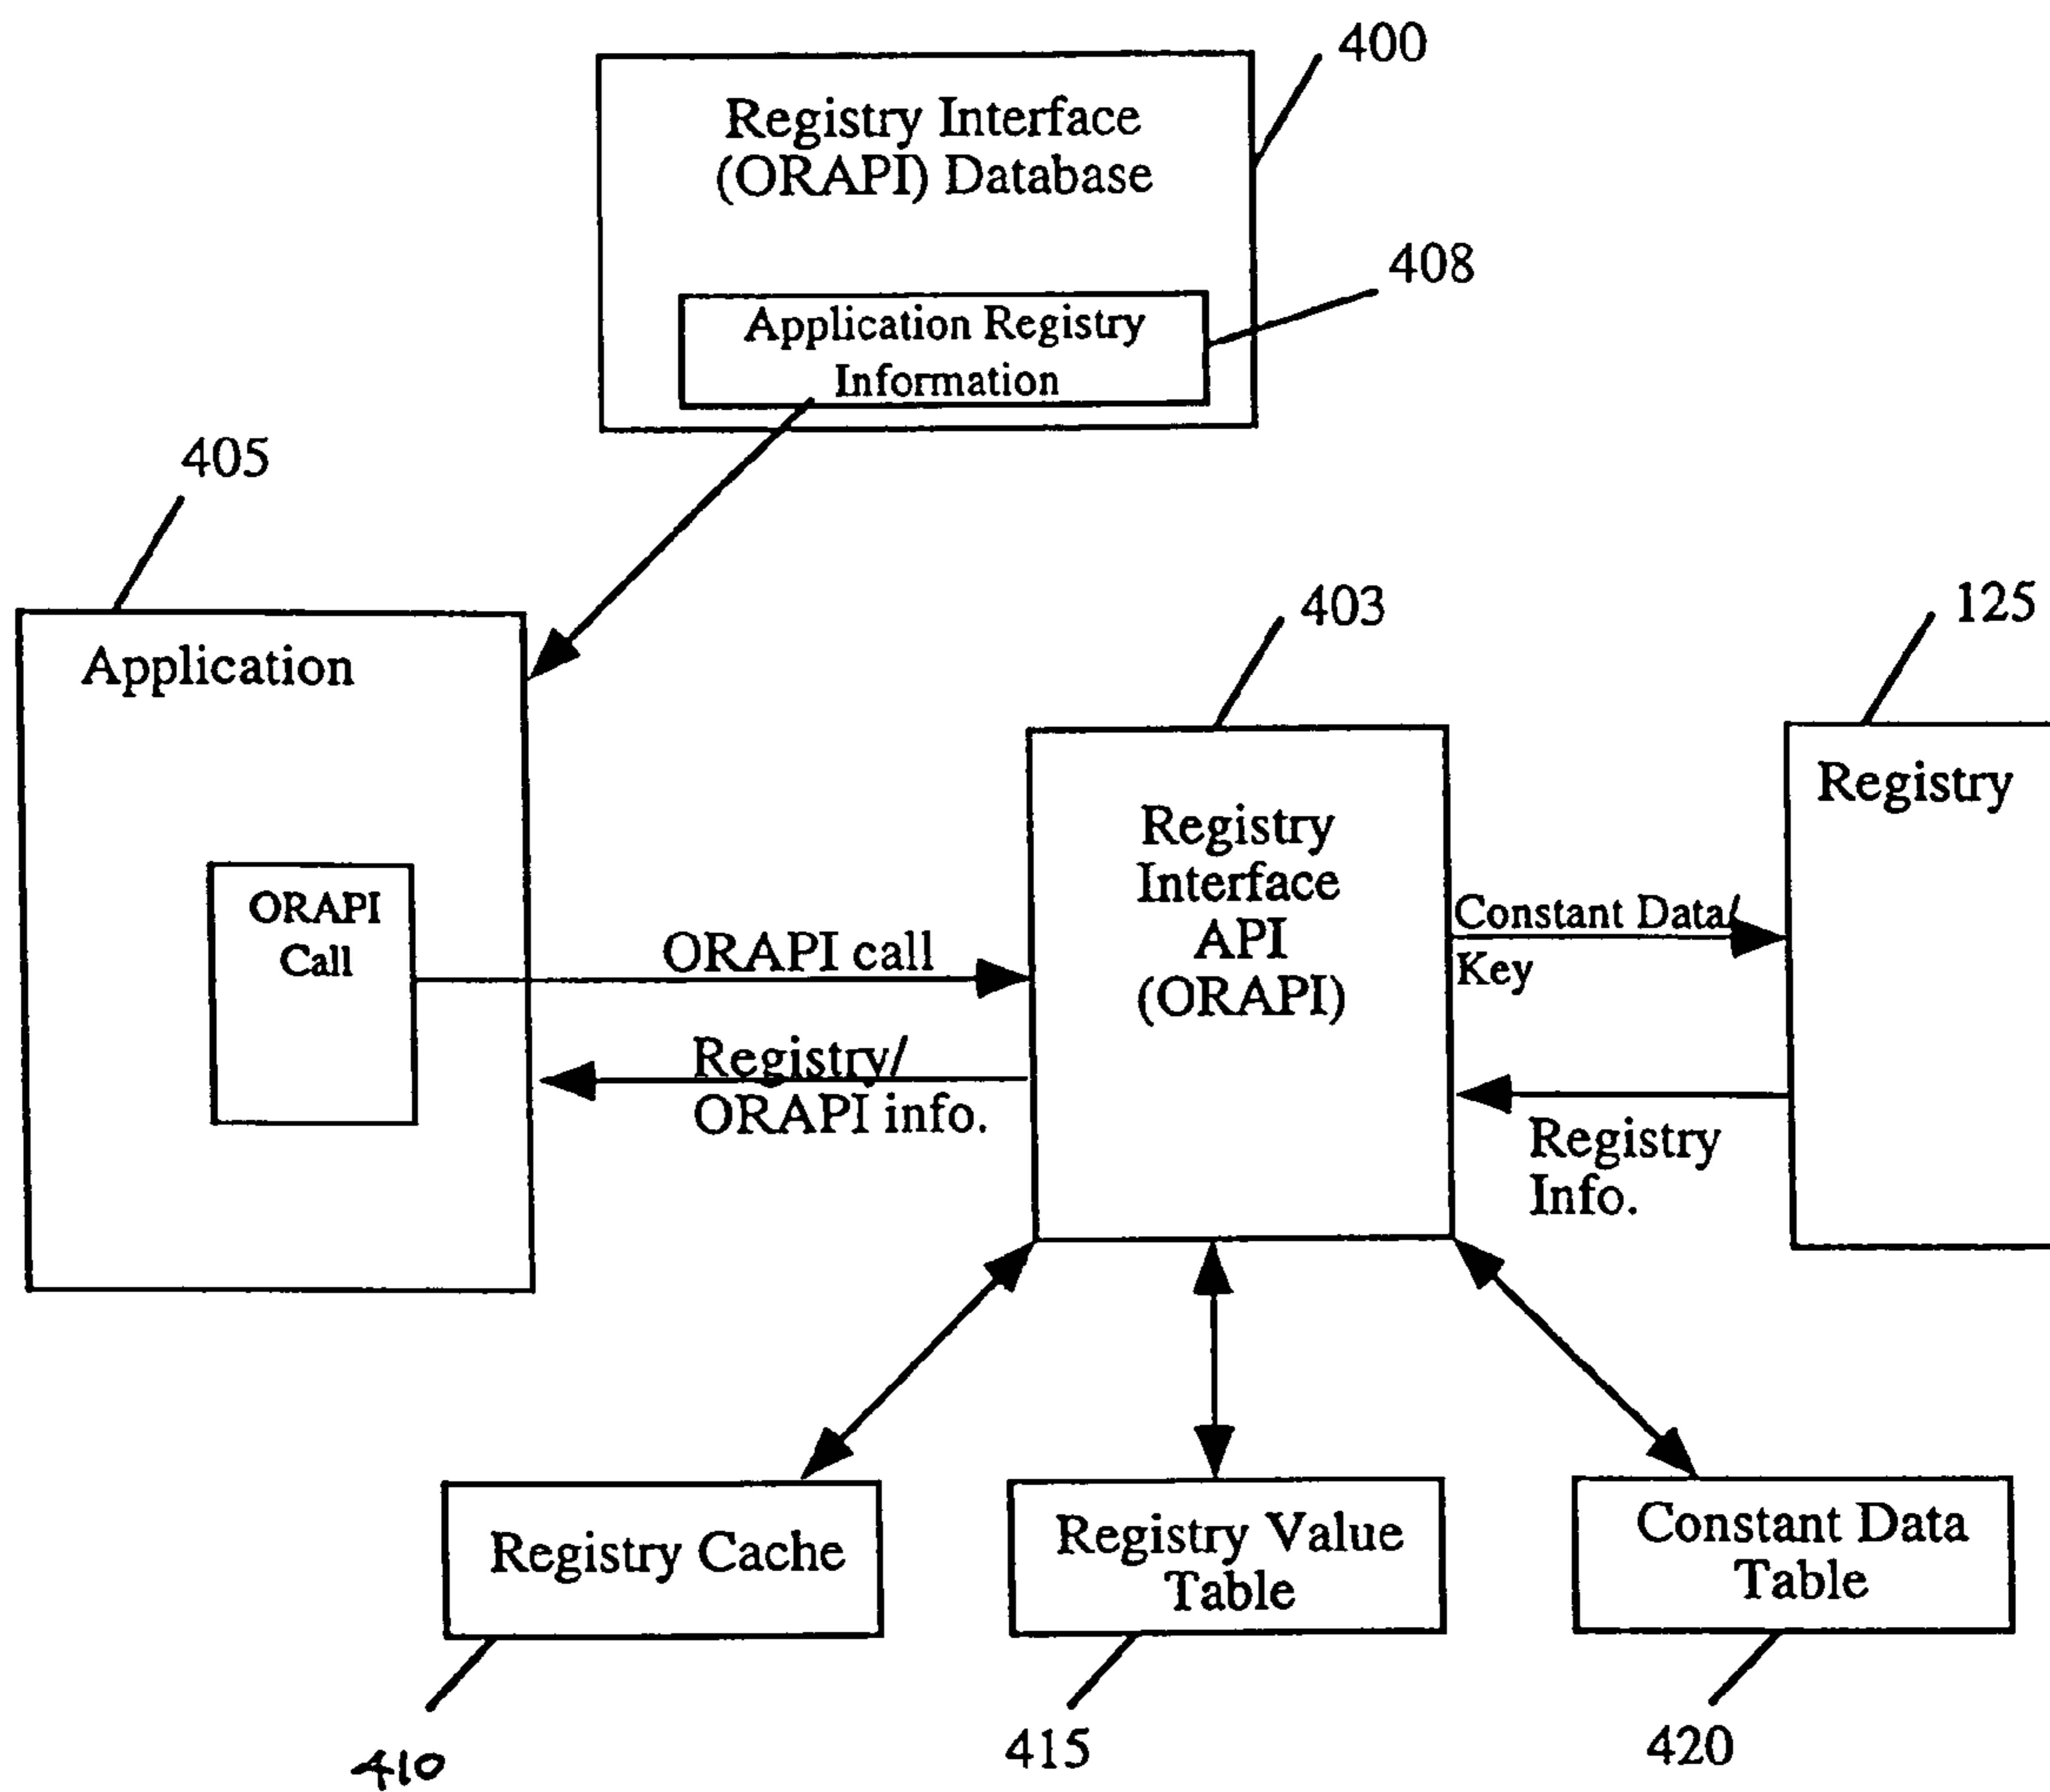 400
Registry Interface
(ORAPI) Database
408
Application Registry
Information
405
Application
403
125
Registry
Registry
Interface
API
(ORAPI)
ORAPI
Call
ORAPI call
Constant Data/
Key
Registry/
ORAPI info.
Registry
Info.
Registry Cache
Registry Value
Table
Constant Data
Table
410
415
420